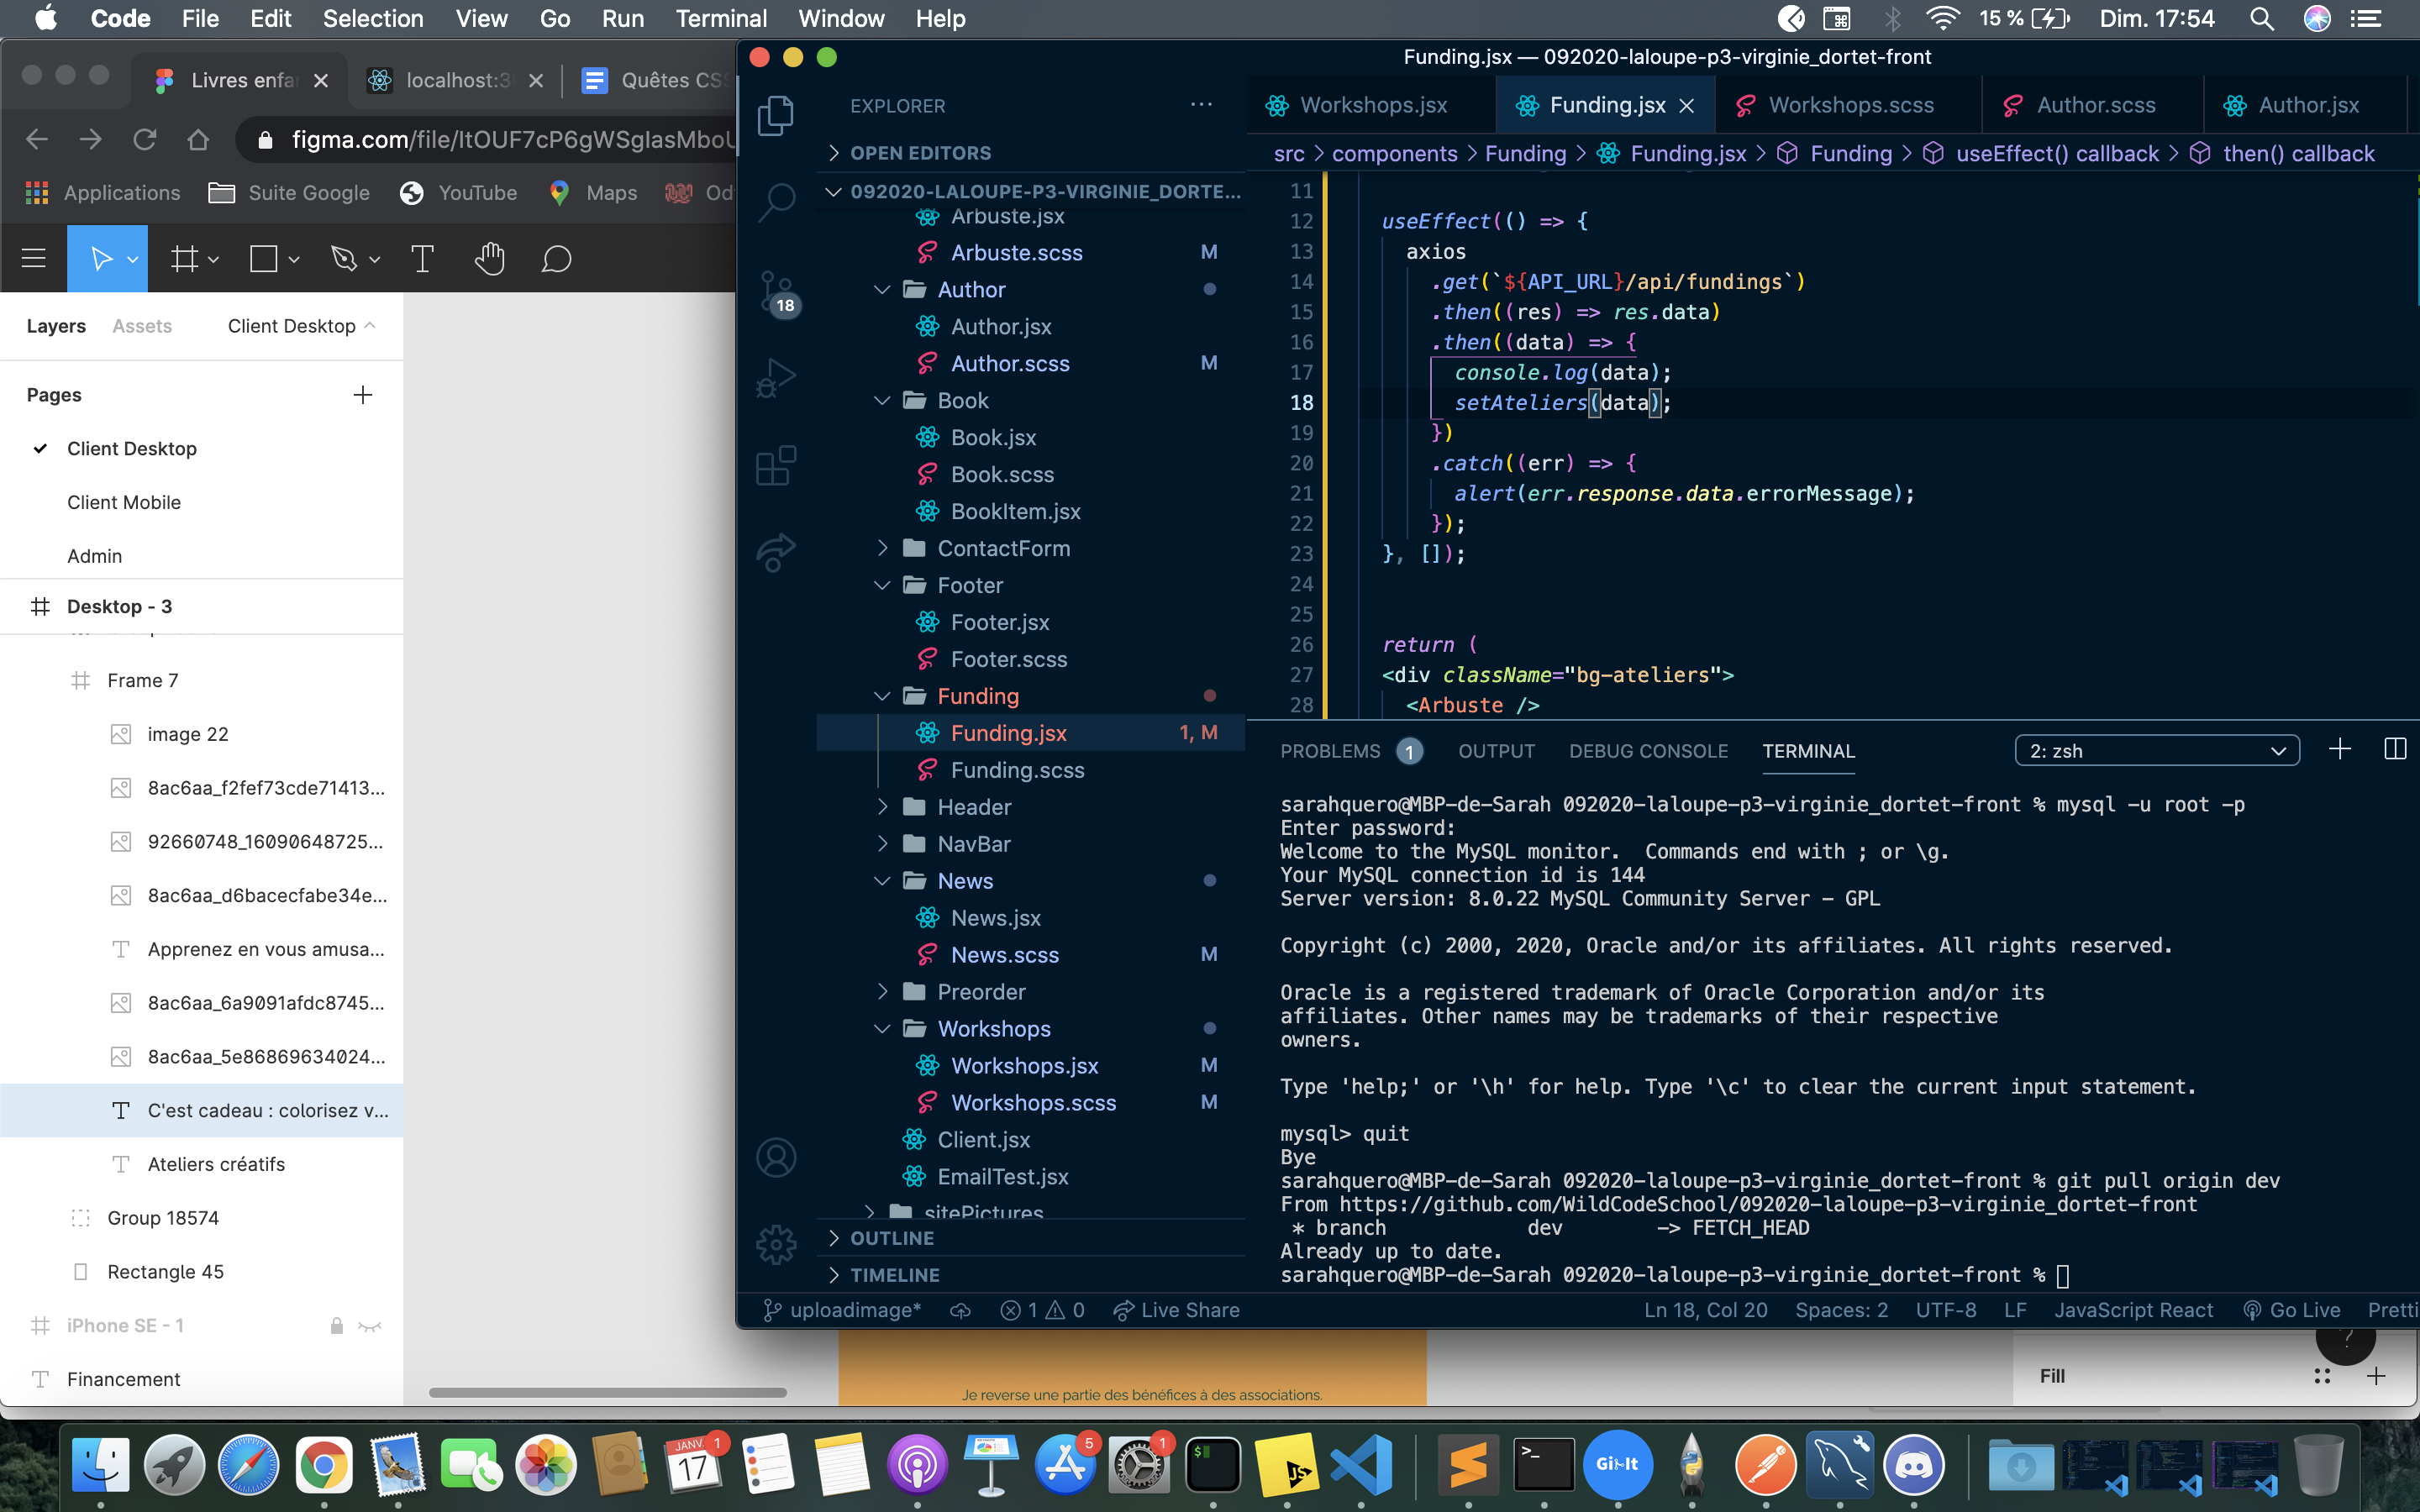 Code File Edit Selection View Go Run Terminal Window Help
15 % Dim. 17:54
Livres enfa
localhost:3
Quêtes CSS
figma.com/file/ItOUF7cP6gWSgIasMboU
Applications Suite Google YouTube Maps Od
Layers Assets Client Desktop
Pages
Client Desktop
Client Mobile
Admin
Desktop - 3
Frame 7
image 22
8ac6aa_f2fef73cde71413...
92660748_16090648725...
8ac6aa_d6bacecfabe34e...
Apprenez en vous amusa...
8ac6aa_6a9091afdc8745...
8ac6aa_5e86869634024...
C'est cadeau : colorisez v...
Ateliers créatifs
Group 18574
Rectangle 45
iPhone SE - 1
Financement
Funding.jsx — 092020-laloupe-p3-virginie_dortet-front
EXPLORER
OPEN EDITORS
092020-LALOUPE-P3-VIRGINIE_DORTE...
18
Arbuste.jsx
Arbuste.scss M
Author
Author.jsx
Author.scss M
Book
Book.jsx
Book.scss
BookItem.jsx
ContactForm
Footer
Footer.jsx
Footer.scss
Funding
Funding.jsx 1, M
Funding.scss
Header
NavBar
News
News.jsx
News.scss M
Preorder
Workshops
Workshops.jsx M
Workshops.scss M
Client.jsx
EmailTest.jsx
sitePictures
OUTLINE
TIMELINE
Workshops.jsx Funding.jsx Workshops.scss Author.scss Author.jsx
src > components > Funding > Funding.jsx > Funding > useEffect() callback > then() callback
11
12 useEffect(() => {
13 axios
14 .get(`${API_URL}/api/fundings`)
15 .then((res) => res.data)
16 .then((data) => {
17 console.log(data);
18 setAteliers(data);
19 })
20 .catch((err) => {
21 alert(err.response.data.errorMessage);
22 });
23 }, []);
24
25
26 return (
27 <div className="bg-ateliers">
28 <Arbuste />
PROBLEMS 1 OUTPUT DEBUG CONSOLE TERMINAL 2: zsh
sarahquero@MBP-de-Sarah 092020-laloupe-p3-virginie_dortet-front % mysql -u root -p
Enter password:
Welcome to the MySQL monitor.  Commands end with ; or \g.
Your MySQL connection id is 144
Server version: 8.0.22 MySQL Community Server - GPL
Copyright (c) 2000, 2020, Oracle and/or its affiliates. All rights reserved.
Oracle is a registered trademark of Oracle Corporation and/or its
affiliates. Other names may be trademarks of their respective
owners.
Type 'help;' or '\h' for help. Type '\c' to clear the current input statement.
mysql> quit
Bye
sarahquero@MBP-de-Sarah 092020-laloupe-p3-virginie_dortet-front % git pull origin dev
From https://github.com/WildCodeSchool/092020-laloupe-p3-virginie_dortet-front
* branch dev -> FETCH_HEAD
Already up to date.
sarahquero@MBP-de-Sarah 092020-laloupe-p3-virginie_dortet-front %
uploadimage* 1 0 Live Share Ln 18, Col 20 Spaces: 2 UTF-8 LF JavaScript React Go Live Pretti
Je reverse une partie des bénéfices à des associations.
Fill
?
JANV. 17
1
5
1
JS
Git-It